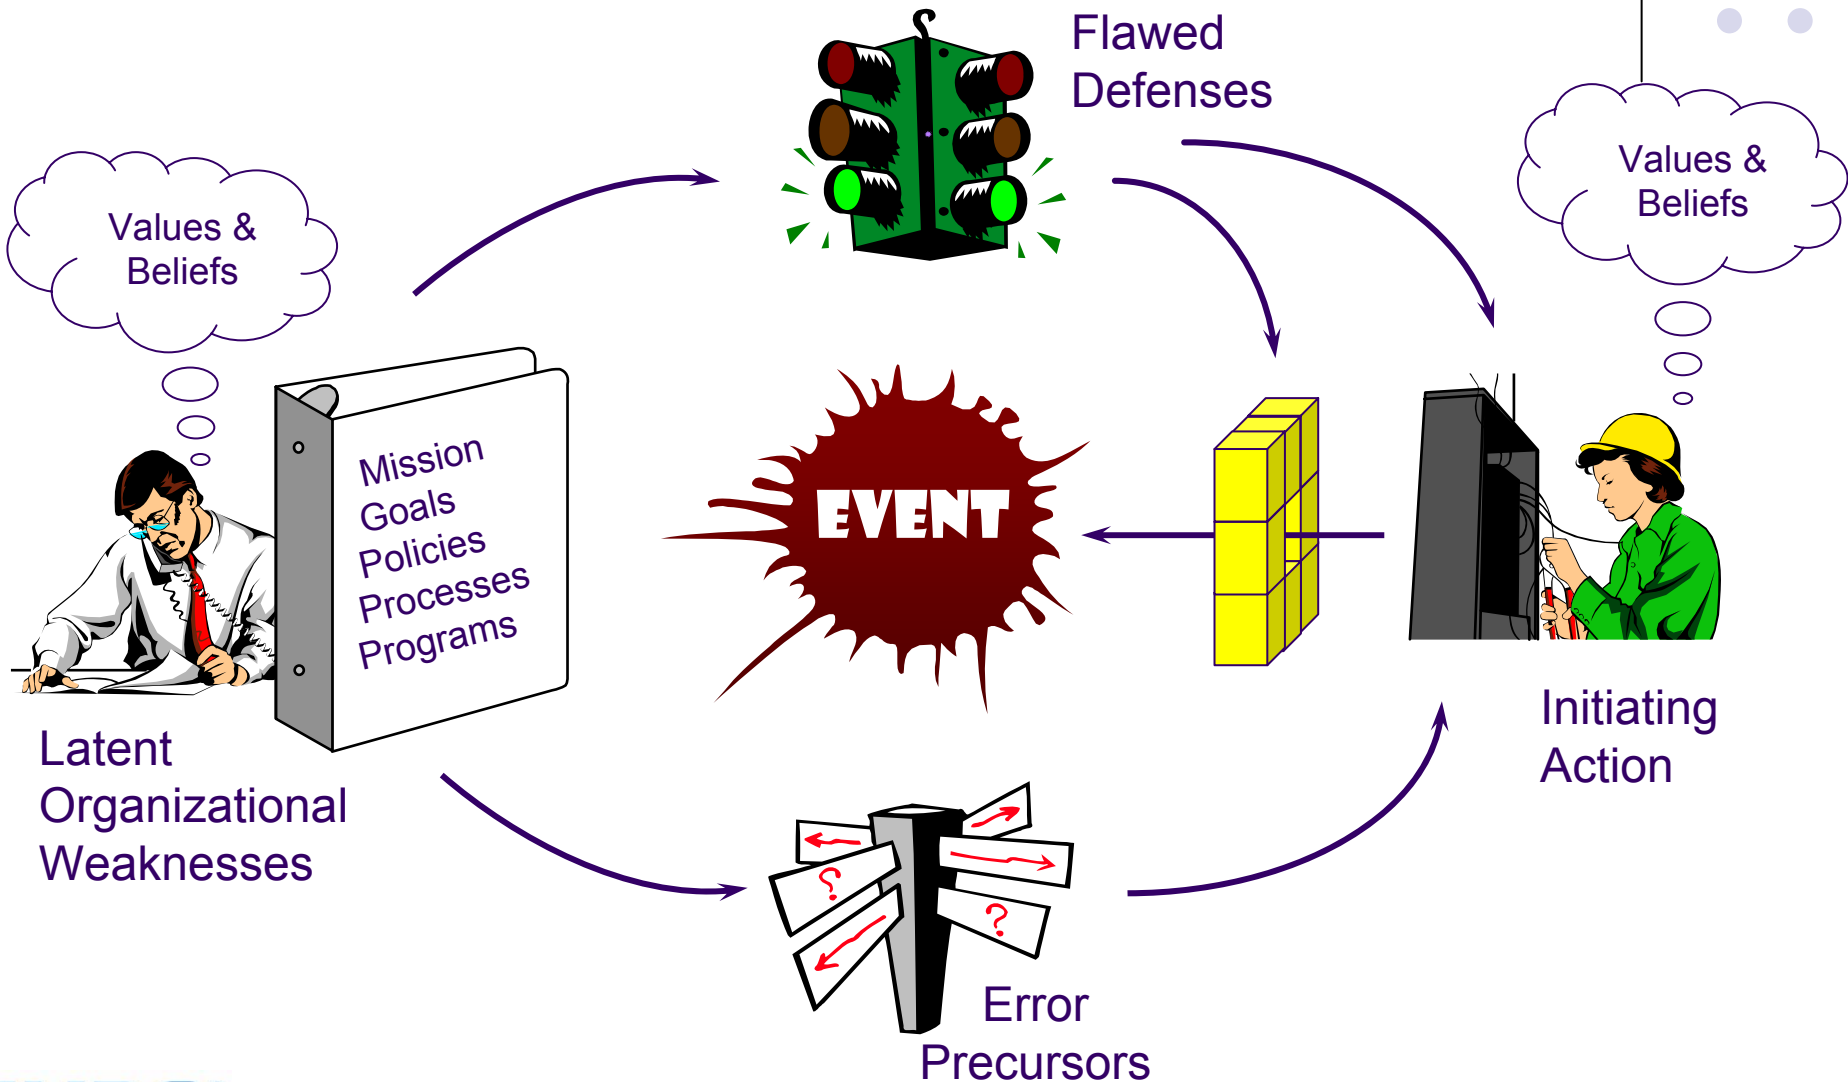 Flawed
Defenses
Values &
Beliefs
Values &
Beliefs
Mission
Goals
Policies
Processes
Programs
EVENT
Latent
Organizational
Weaknesses
Initiating
Action
?
?
Error
Precursors